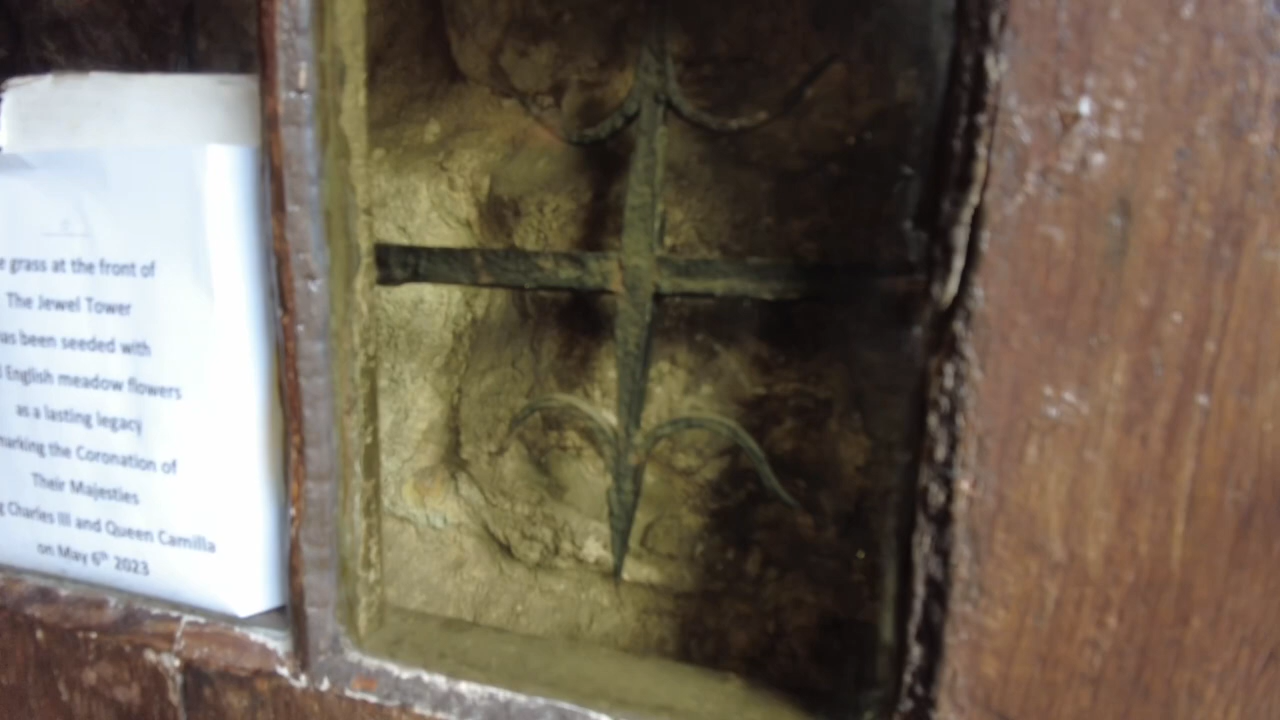 e grass at the front of
The Jewel Tower
as been seeded with
English meadow flowers
as a lasting legacy
marking the Coronation of
Their Majesties
g Charles III and Queen Camilla
on May 6th 2023